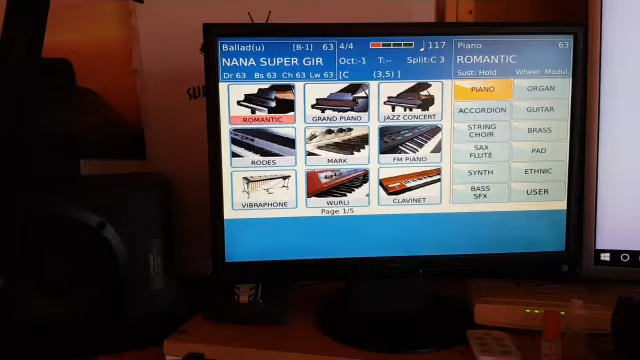 Ballad(u) [B-1] 63
NANA SUPER GIR
Dr 63 Bs 63 Ch 63 Lw 63
4/4 117
Oct:-1 T:-- Split:C 3
[C (3,5) ]
Piano 63
ROMANTIC
Sust: Hold Wheel: Modul.
ROMANTIC
GRAND PIANO
JAZZ CONCERT
RODES
MARK
FM PIANO
VIBRAPHONE
WURLI
CLAVINET
Page 1/5
PIANO
ORGAN
ACCORDION
GUITAR
STRING
CHOIR
BRASS
SAX
FLUTE
PAD
SYNTH
ETHNIC
BASS
SFX
USER